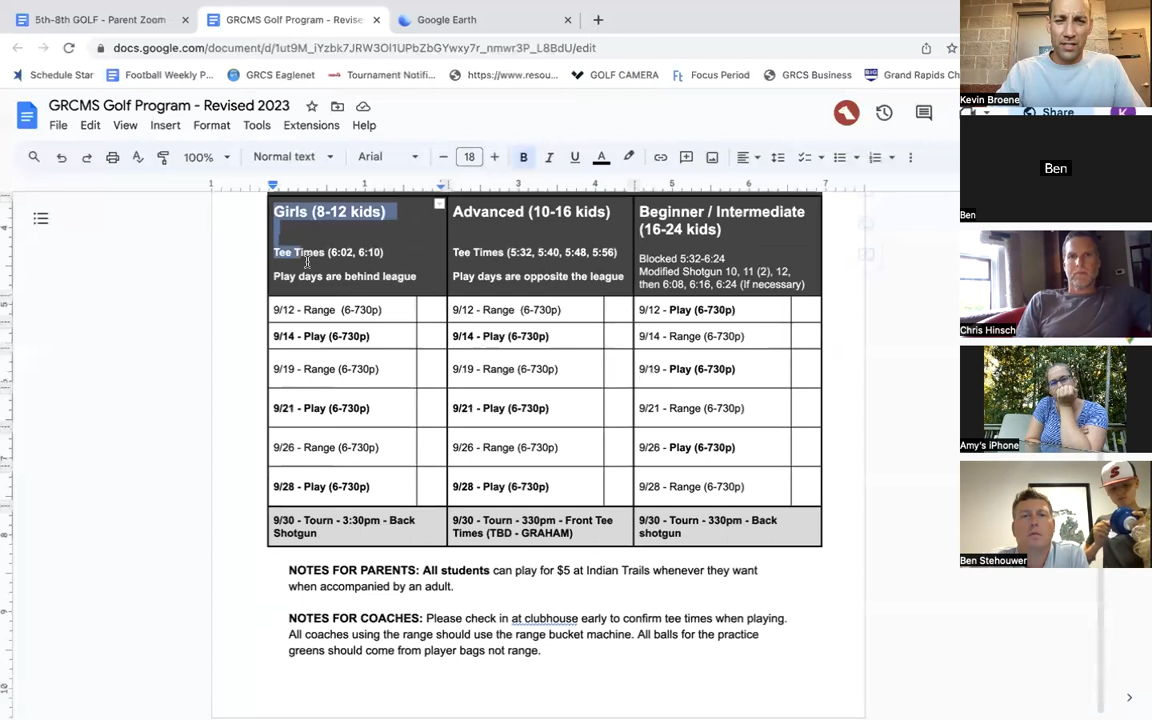 5th-8th GOLF - Parent Zoom
GRCMS Golf Program - Revise
Google Earth
docs.google.com/document/d/1ut9M_iYzbk7JRW3Ol1UPbZbGYwxy7r_nmwr3P_L8BdU/edit
Schedule Star
Football Weekly P...
GRCS Eaglenet
Tournament Notifi...
https://www.resou...
GOLF CAMERA
Focus Period
GRCS Business
Grand Rapids Ch
GRCMS Golf Program - Revised 2023
File Edit View Insert Format Tools Extensions Help
Share
100%
Normal text
Arial
18
Girls (8-12 kids)
Tee Times (6:02, 6:10)
Play days are behind league
Advanced (10-16 kids)
Tee Times (5:32, 5:40, 5:48, 5:56)
Play days are opposite the league
Beginner / Intermediate
(16-24 kids)
Blocked 5:32-6:24
Modified Shotgun 10, 11 (2), 12,
then 6:08, 6:16, 6:24 (If necessary)
9/12 - Range (6-730p)
9/12 - Range (6-730p)
9/12 - Play (6-730p)
9/14 - Play (6-730p)
9/14 - Play (6-730p)
9/14 - Range (6-730p)
9/19 - Range (6-730p)
9/19 - Range (6-730p)
9/19 - Play (6-730p)
9/21 - Play (6-730p)
9/21 - Play (6-730p)
9/21 - Range (6-730p)
9/26 - Range (6-730p)
9/26 - Range (6-730p)
9/26 - Play (6-730p)
9/28 - Play (6-730p)
9/28 - Play (6-730p)
9/28 - Range (6-730p)
9/30 - Tourn - 3:30pm - Back
Shotgun
9/30 - Tourn - 330pm - Front Tee
Times (TBD - GRAHAM)
9/30 - Tourn - 330pm - Back
shotgun
NOTES FOR PARENTS: All students can play for $5 at Indian Trails whenever they want
when accompanied by an adult.
NOTES FOR COACHES: Please check in at clubhouse early to confirm tee times when playing.
All coaches using the range should use the range bucket machine. All balls for the practice
greens should come from player bags not range.
Kevin Broene
Ben
Ben
Chris Hinsch
Amy's iPhone
Ben Stehouwer